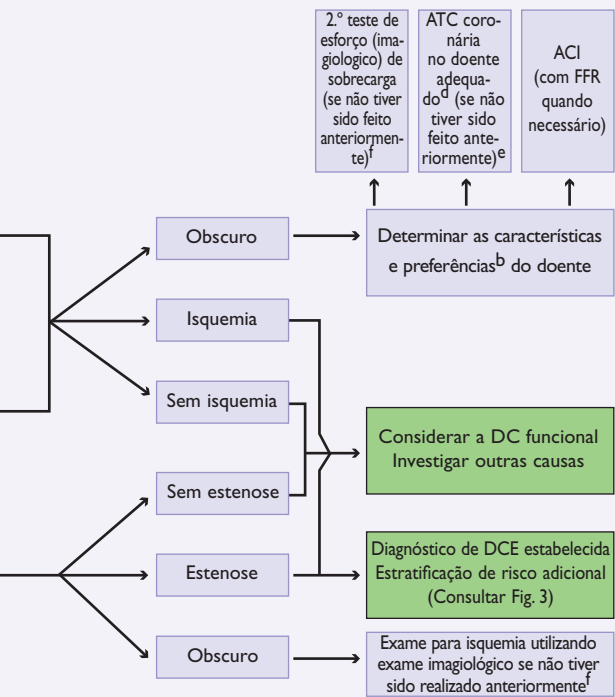 2.º teste de
esforço (ima-
giologico) de
sobrecarga
(se não tiver
sido feito
anteriormen-
te)f
ATC coro-
nária
no doente
adequa-
dod (se não
tiver sido
feito ante-
riormente)e
ACI
(com FFR
quando
necessário)
Obscuro
Determinar as características
e preferênciasb do doente
Isquemia
Sem isquemia
Considerar a DC funcional
Investigar outras causas
Sem estenose
Estenose
Diagnóstico de DCE estabelecida
Estratificação de risco adicional
(Consultar Fig. 3)
Obscuro
Exame para isquemia utilizando
exame imagiológico se não tiver
sido realizado anteriormentef